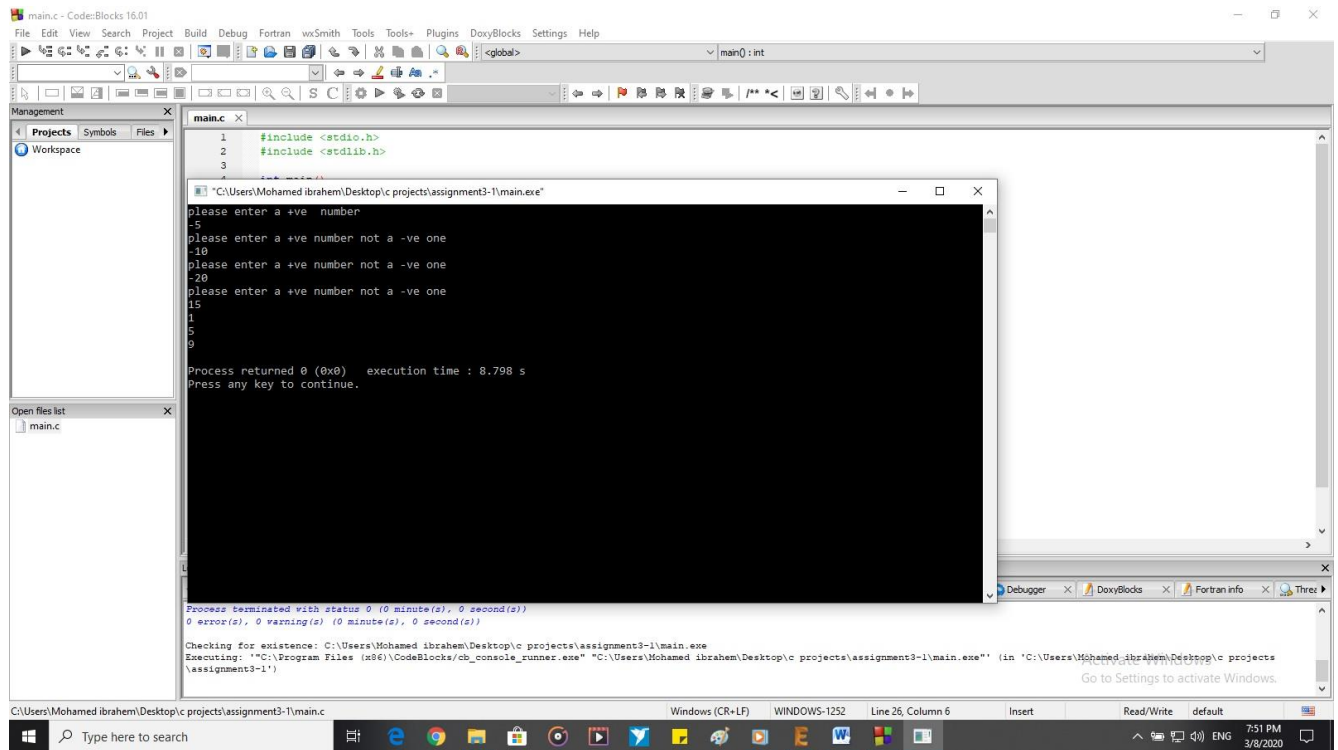 main.c - Code::Blocks 16.01
File Edit View Search Project Build Debug Fortran wxSmith Tools Tools+ Plugins DoxyBlocks Settings Help
<global>
main() : int
S C
/** *<
Management
Projects Symbols Files
Workspace
main.c
1 #include <stdio.h>
2 #include <stdlib.h>
3
"C:\Users\Mohamed ibrahem\Desktop\c projects\assignment3-1\main.exe"
please enter a +ve  number
-5
please enter a +ve number not a -ve one
-10
please enter a +ve number not a -ve one
-20
please enter a +ve number not a -ve one
15
1
5
9
Process returned 0 (0x0)   execution time : 8.798 s
Press any key to continue.
Open files list
main.c
Debugger DoxyBlocks Fortran info Threa
Process terminated with status 0 (0 minute(s), 0 second(s))
0 error(s), 0 warning(s) (0 minute(s), 0 second(s))
Checking for existence: C:\Users\Mohamed ibrahem\Desktop\c projects\assignment3-1\main.exe
Executing: '"C:\Program Files (x86)\CodeBlocks/cb_console_runner.exe" "C:\Users\Mohamed ibrahem\Desktop\c projects\assignment3-1\main.exe"' (in 'C:\Users\Mohamed ibrahem\Desktop\c projects
\assignment3-1')
Activate Windows
Go to Settings to activate Windows.
C:\Users\Mohamed ibrahem\Desktop\c projects\assignment3-1\main.c Windows (CR+LF) WINDOWS-1252 Line 26, Column 6 Insert Read/Write default
Type here to search
ENG
7:51 PM
3/8/2020